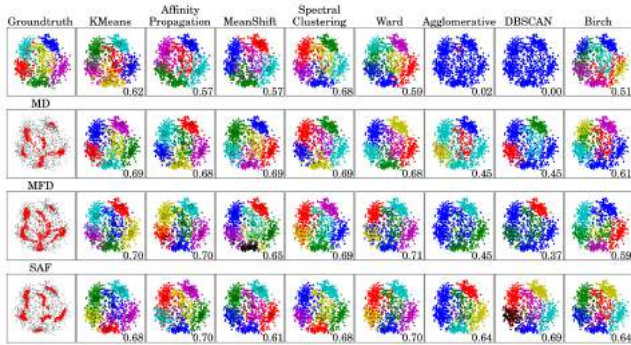 Groundtruth KMeans Affinity Propagation MeanShift Spectral Clustering Ward Agglomerative DBSCAN Birch
0.62 0.57 0.57 0.68 0.59 0.02 0.00 0.51
MD
0.69 0.68 0.69 0.69 0.68 0.45 0.45 0.61
MFD
0.70 0.70 0.65 0.69 0.71 0.45 0.37 0.59
SAF
0.68 0.70 0.61 0.68 0.70 0.64 0.69 0.64